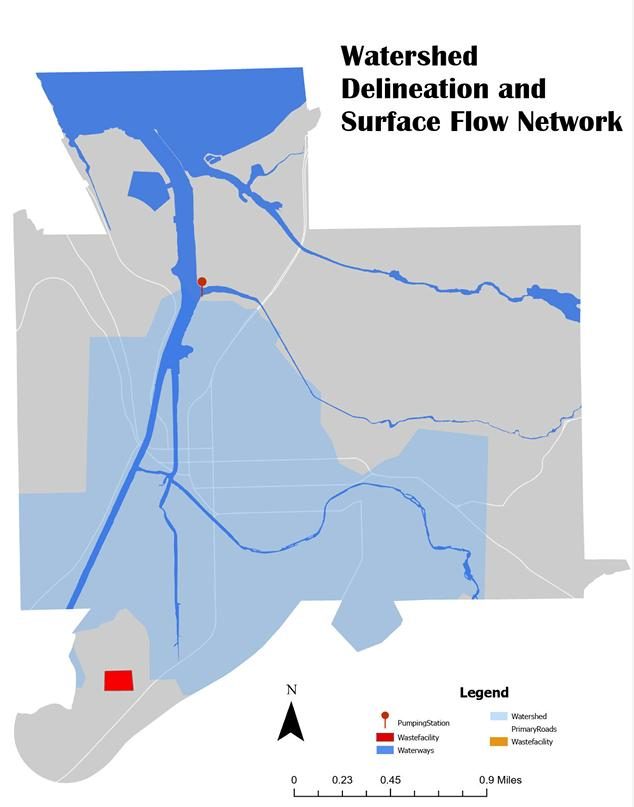 Watershed
Delineation and
Surface Flow Network
N
Legend
PumpingStation
Wastefacility
Waterways
Watershed
PrimaryRoads
Wastefacility
0 0.23 0.45 0.9 Miles